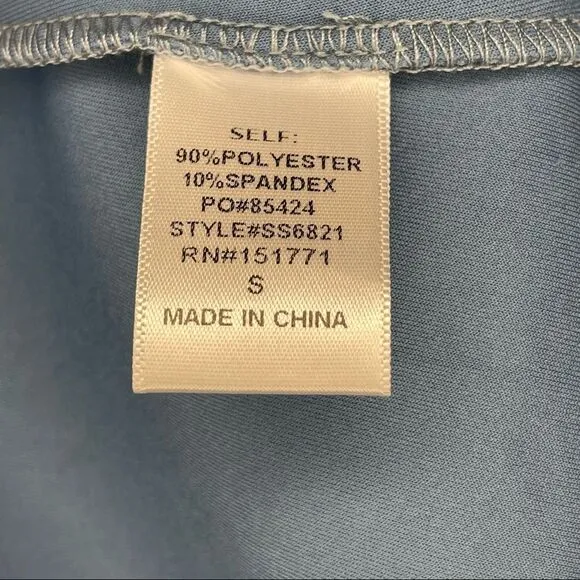 SELF:
90%POLYESTER
10%SPANDEX
PO#85424
STYLE#SS6821
RN#151771
S
MADE IN CHINA